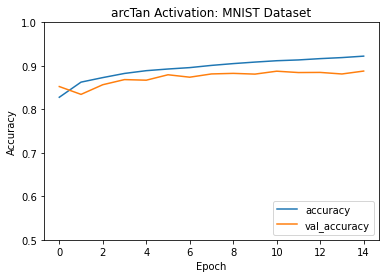 arcTan Activation: MNIST Dataset
1.0
0.9
0.8
0.7
0.6
0.5
Accuracy
accuracy
val_accuracy
0 2 4 6 8 10 12 14
Epoch